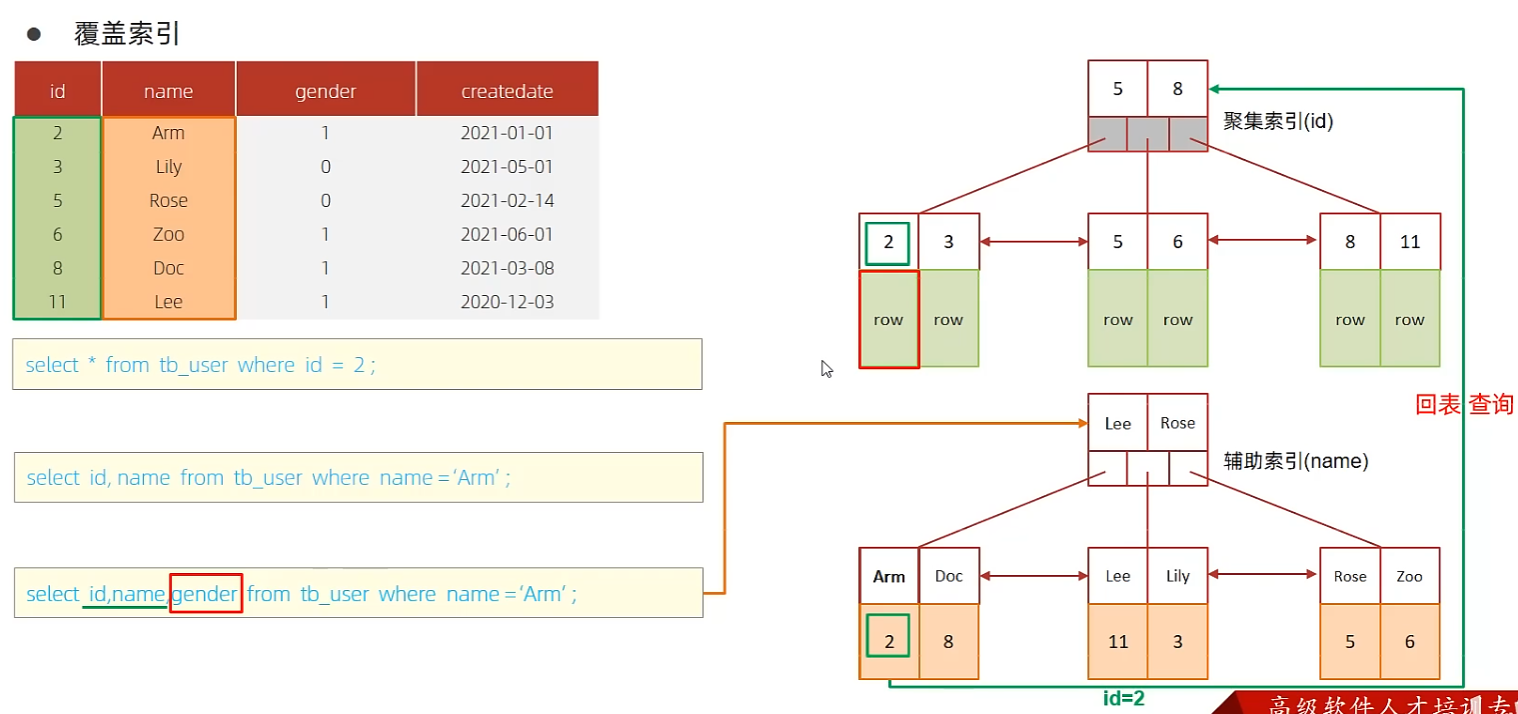 ● 覆盖索引
id name gender createdate
2 Arm 1 2021-01-01
3 Lily 0 2021-05-01
5 Rose 0 2021-02-14
6 Zoo 1 2021-06-01
8 Doc 1 2021-03-08
11 Lee 1 2020-12-03
select * from tb_user where id = 2 ;
select id, name from tb_user where name =‘Arm’ ;
select id,name,gender from tb_user where name =‘Arm’ ;
5 8
聚集索引(id)
2 3 5 6 8 11
row row row row row row
回表 查询
Lee Rose
辅助索引(name)
Arm Doc Lee Lily Rose Zoo
2 8 11 3 5 6
id=2
高级软件人才培训专